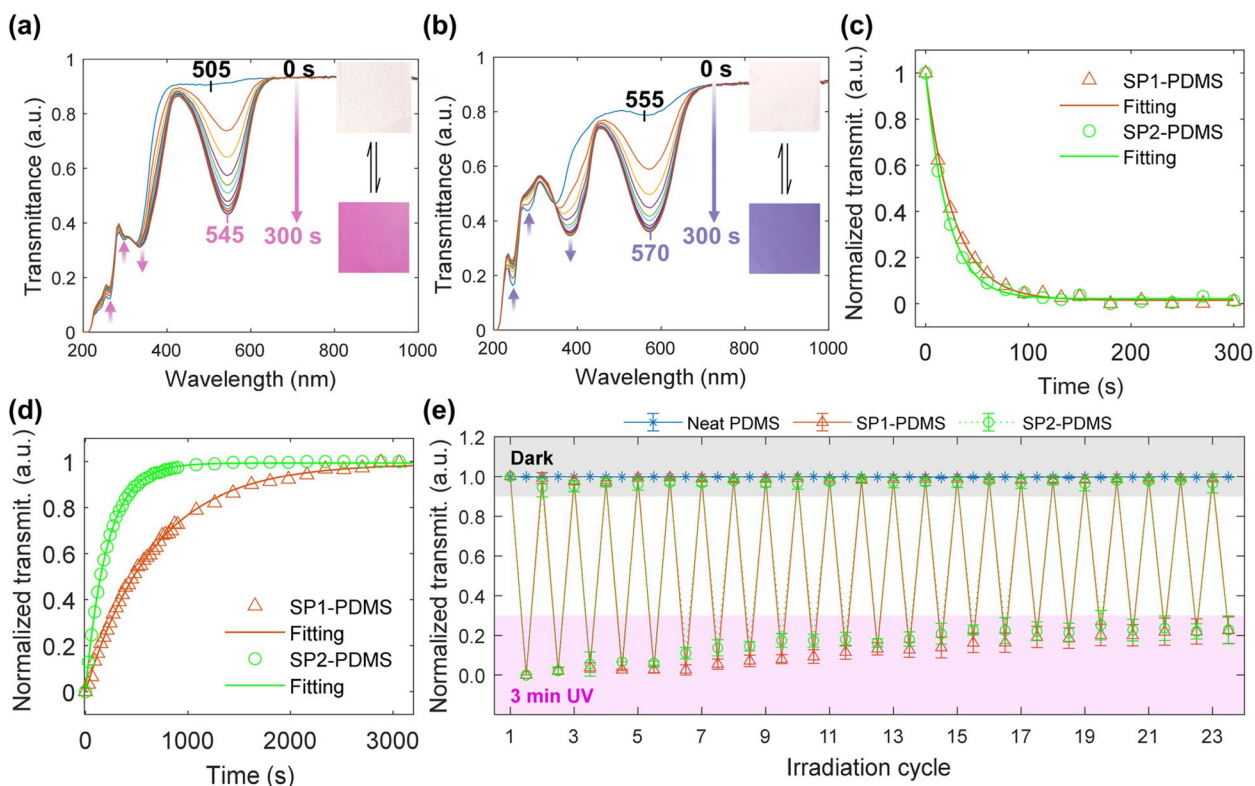 (a)
Transmittance (a.u.)
1
0.8
0.6
0.4
0.2
0
505
0 s
545
300 s
200
400
600
800
1000
Wavelength (nm)
(b)
Transmittance (a.u.)
1
0.8
0.6
0.4
0.2
0
0 s
555
570
300 s
200
400
600
800
1000
Wavelength (nm)
(c)
Normalized transmit. (a.u.)
1
0.8
0.6
0.4
0.2
0
SP1-PDMS
Fitting
SP2-PDMS
Fitting
0
100
200
300
Time (s)
(d)
Normalized transmit. (a.u.)
1
0.8
0.6
0.4
0.2
0
SP1-PDMS
Fitting
SP2-PDMS
Fitting
0
1000
2000
3000
Time (s)
(e)
Neat PDMS
SP1-PDMS
SP2-PDMS
Normalized transmit. (a.u.)
1.2
1.0
0.8
0.6
0.4
0.2
0.0
Dark
3 min UV
1
3
5
7
9
11
13
15
17
19
21
23
Irradiation cycle